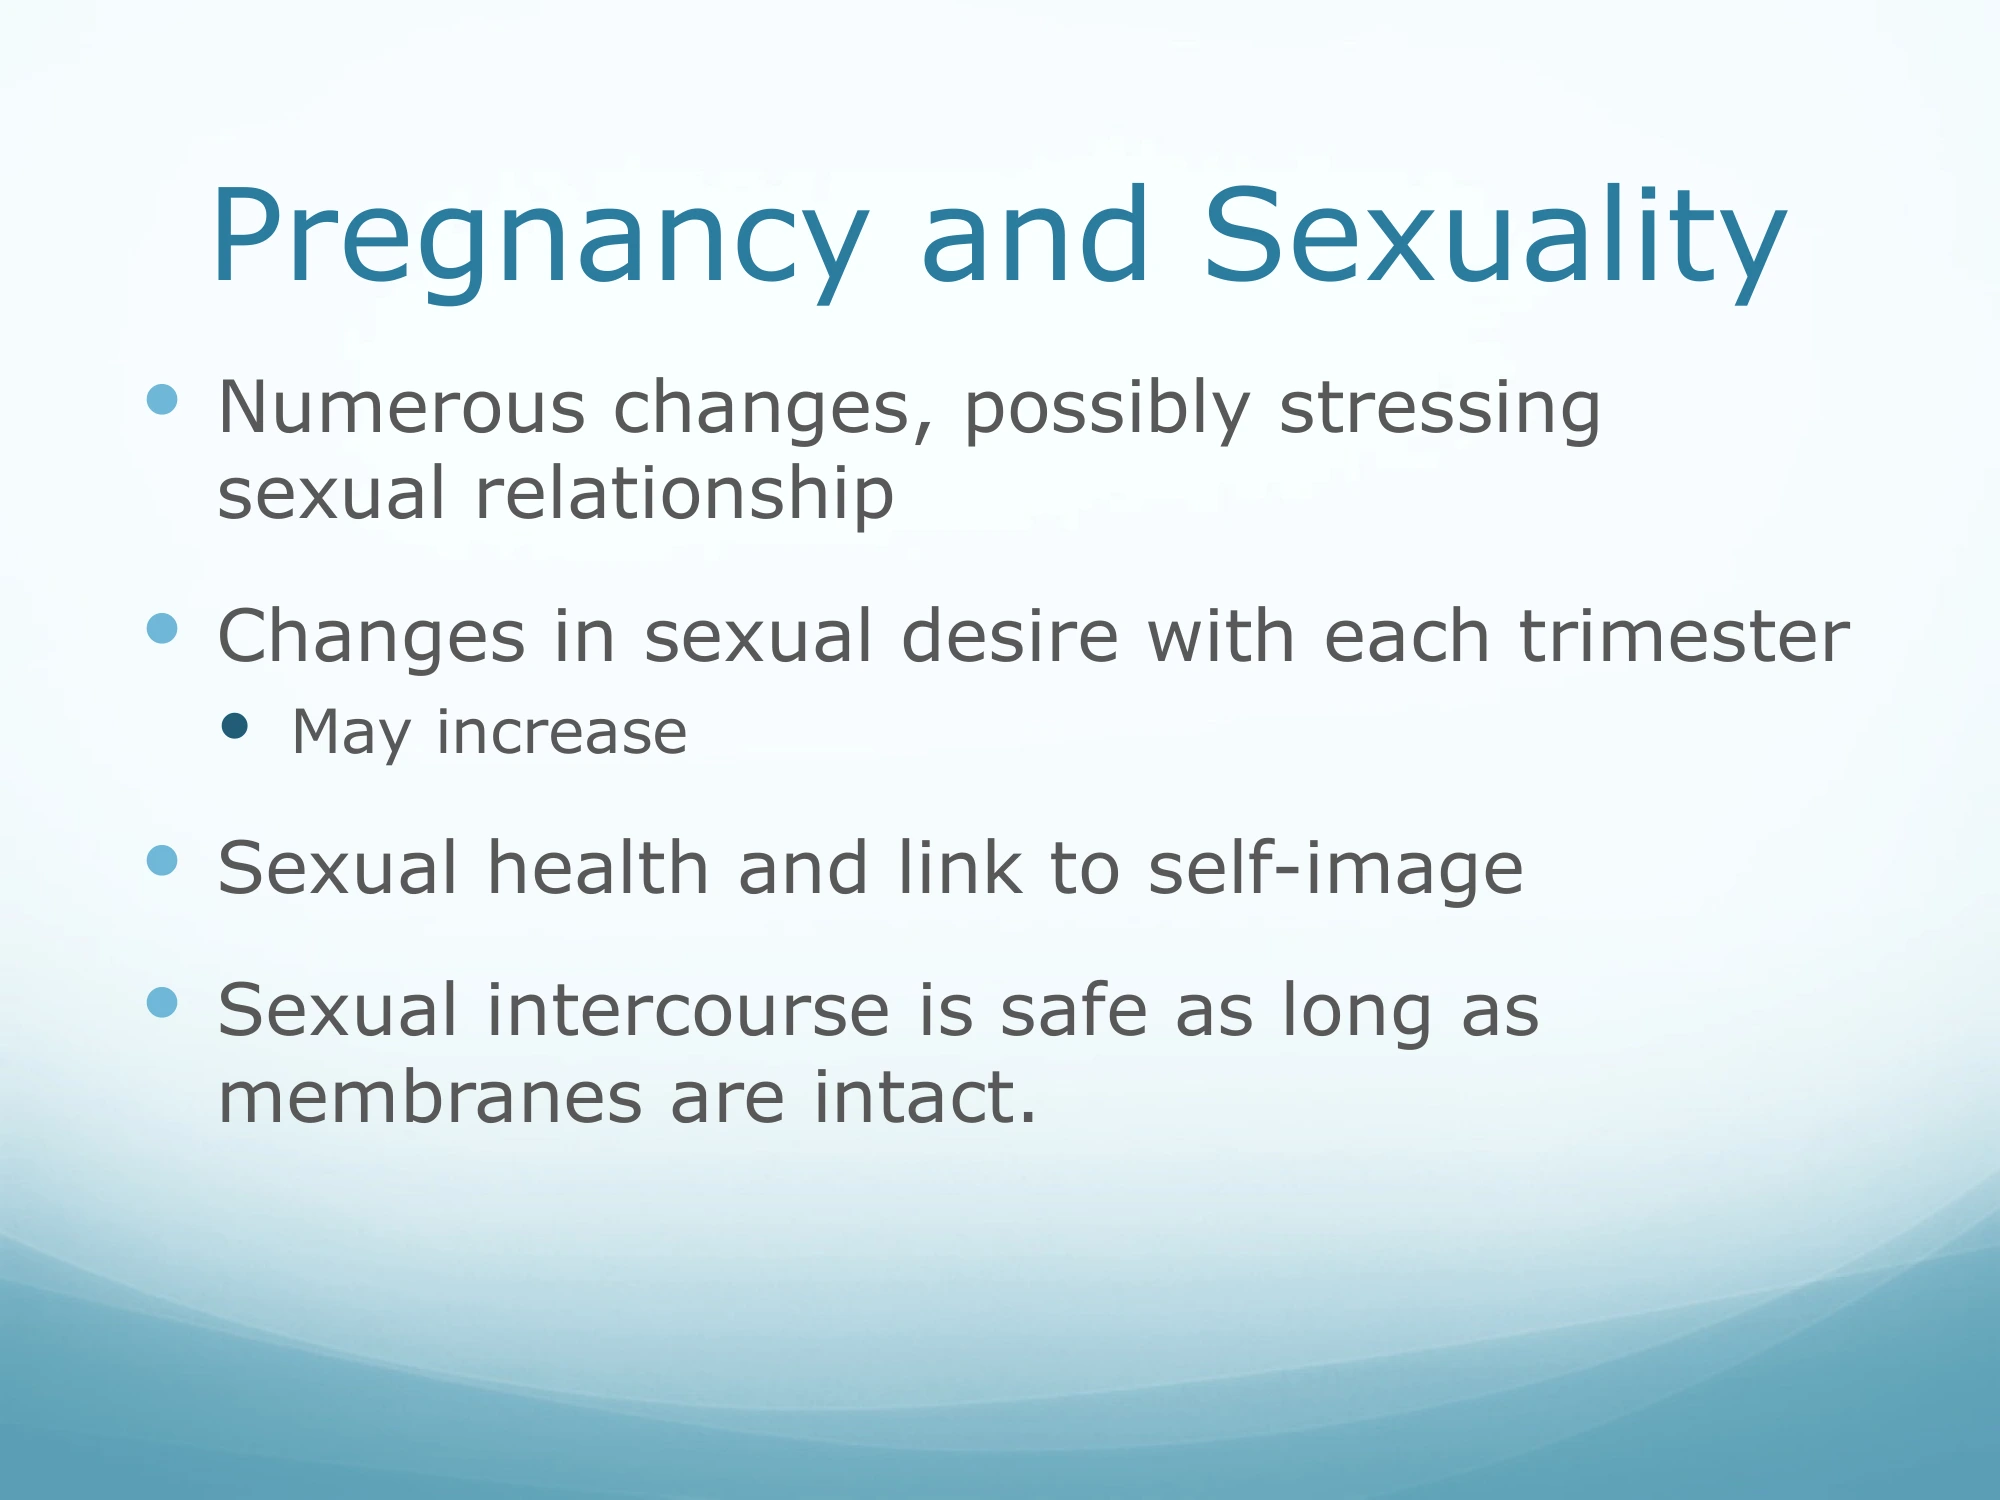 Pregnancy and Sexuality
• Numerous changes, possibly stressing
sexual relationship
• Changes in sexual desire with each trimester
• May increase
• Sexual health and link to self-image
• Sexual intercourse is safe as long as
membranes are intact.